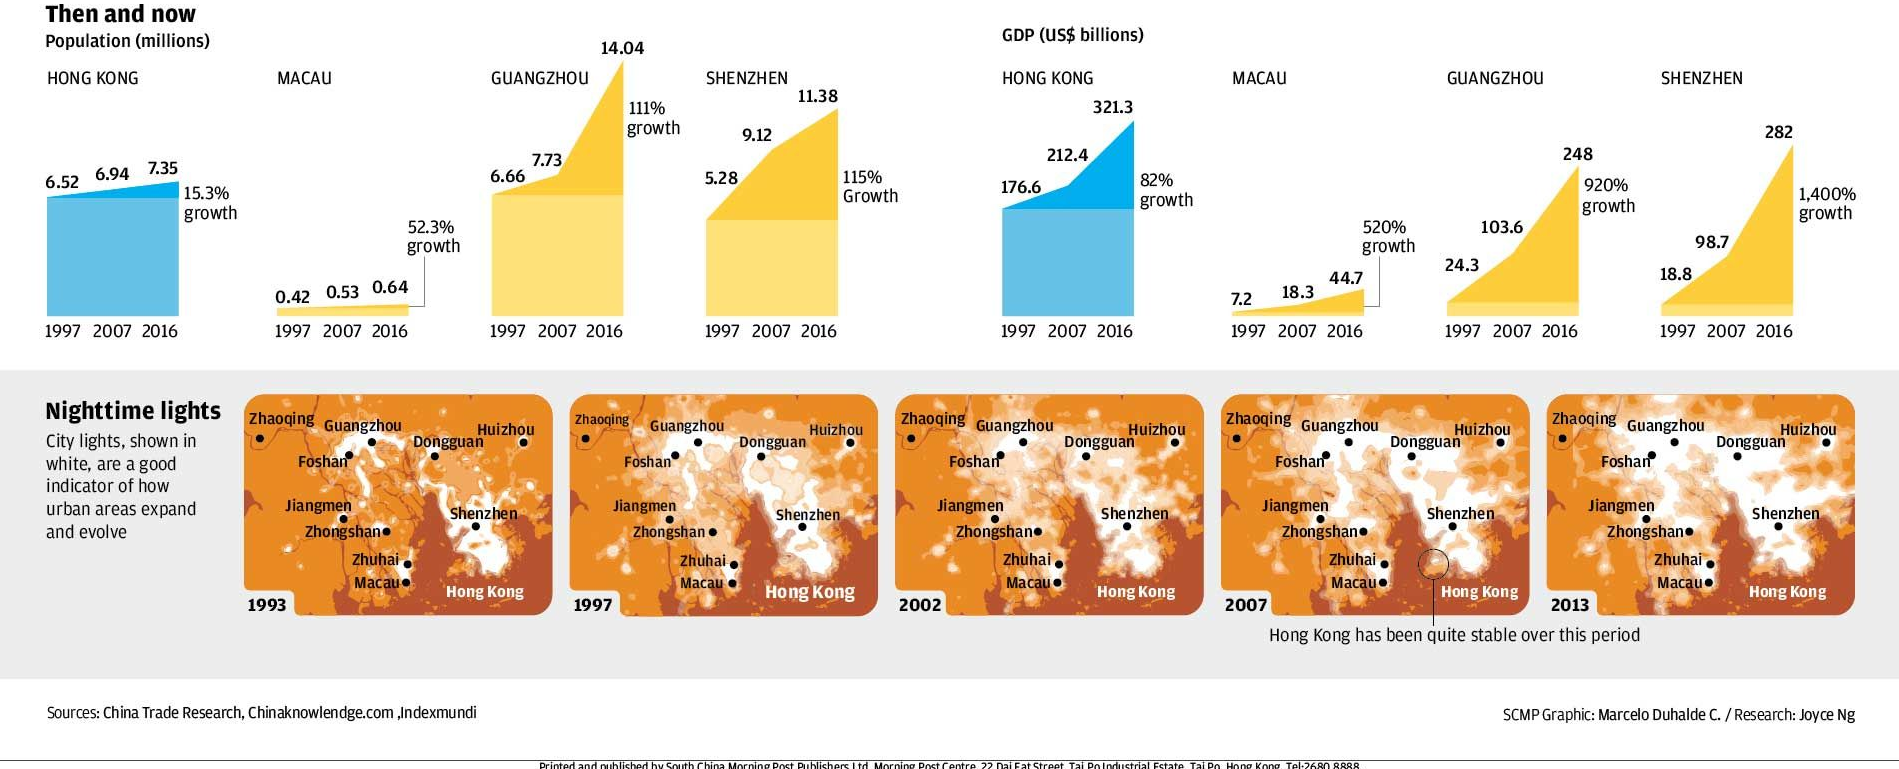 Then and now
Population (millions)
HONG KONG
6.52 6.94 7.35
15.3%
growth
1997 2007 2016
MACAU
0.42 0.53 0.64
52.3%
growth
1997 2007 2016
GUANGZHOU
6.66 7.73 14.04
111%
growth
1997 2007 2016
SHENZHEN
5.28 9.12 11.38
115%
Growth
1997 2007 2016
GDP (US$ billions)
HONG KONG
176.6 212.4 321.3
82%
growth
1997 2007 2016
MACAU
7.2 18.3 44.7
520%
growth
1997 2007 2016
GUANGZHOU
24.3 103.6 248
920%
growth
1997 2007 2016
SHENZHEN
18.8 98.7 282
1,400%
growth
1997 2007 2016
Nighttime lights
City lights, shown in
white, are a good
indicator of how
urban areas expand
and evolve
Zhaoqing
Guangzhou
Huizhou
Dongguan
Foshan
Jiangmen
Shenzhen
Zhongshan
Zhuhai
Macau
Hong Kong
1993
Zhaoqing
Guangzhou
Huizhou
Dongguan
Foshan
Jiangmen
Shenzhen
Zhongshan
Zhuhai
Macau
Hong Kong
1997
Zhaoqing
Guangzhou
Huizhou
Dongguan
Foshan
Jiangmen
Shenzhen
Zhongshan
Zhuhai
Macau
Hong Kong
2002
Zhaoqing
Guangzhou
Huizhou
Dongguan
Foshan
Jiangmen
Shenzhen
Zhongshan
Zhuhai
Macau
Hong Kong
2007
Zhaoqing
Guangzhou
Huizhou
Dongguan
Foshan
Jiangmen
Shenzhen
Zhongshan
Zhuhai
Macau
Hong Kong
2013
Hong Kong has been quite stable over this period
Sources: China Trade Research, Chinaknowlendge.com ,Indexmundi
SCMP Graphic: Marcelo Duhalde C. / Research: Joyce Ng
Printed and published by South China Morning Post Publishers Ltd, Morning Post Centre, 22 Dai Fat Street, Tai Po Industrial Estate, Tai Po, Hong Kong. Tel:2680 8888